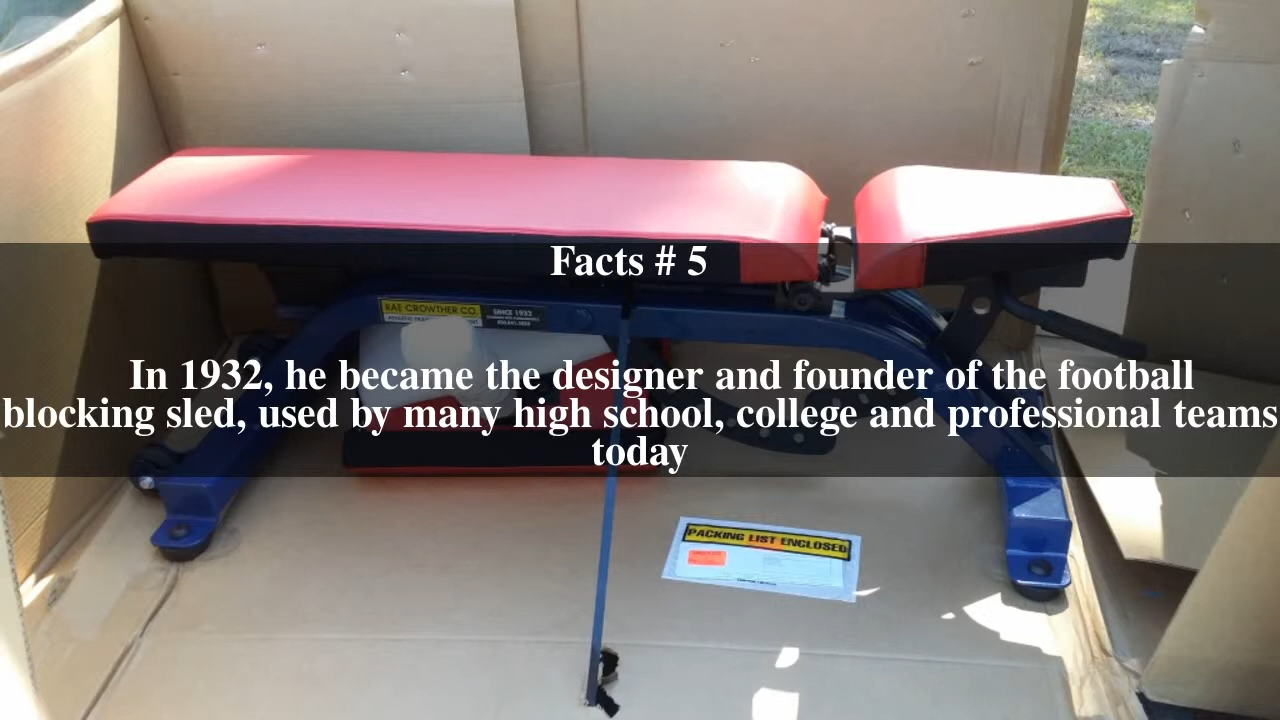 Facts # 5
RAE CROWTHER CO.
SINCE 1932
In 1932, he became the designer and founder of the football
blocking sled, used by many high school, college and professional teams
today
PACKING LIST ENCLOSED